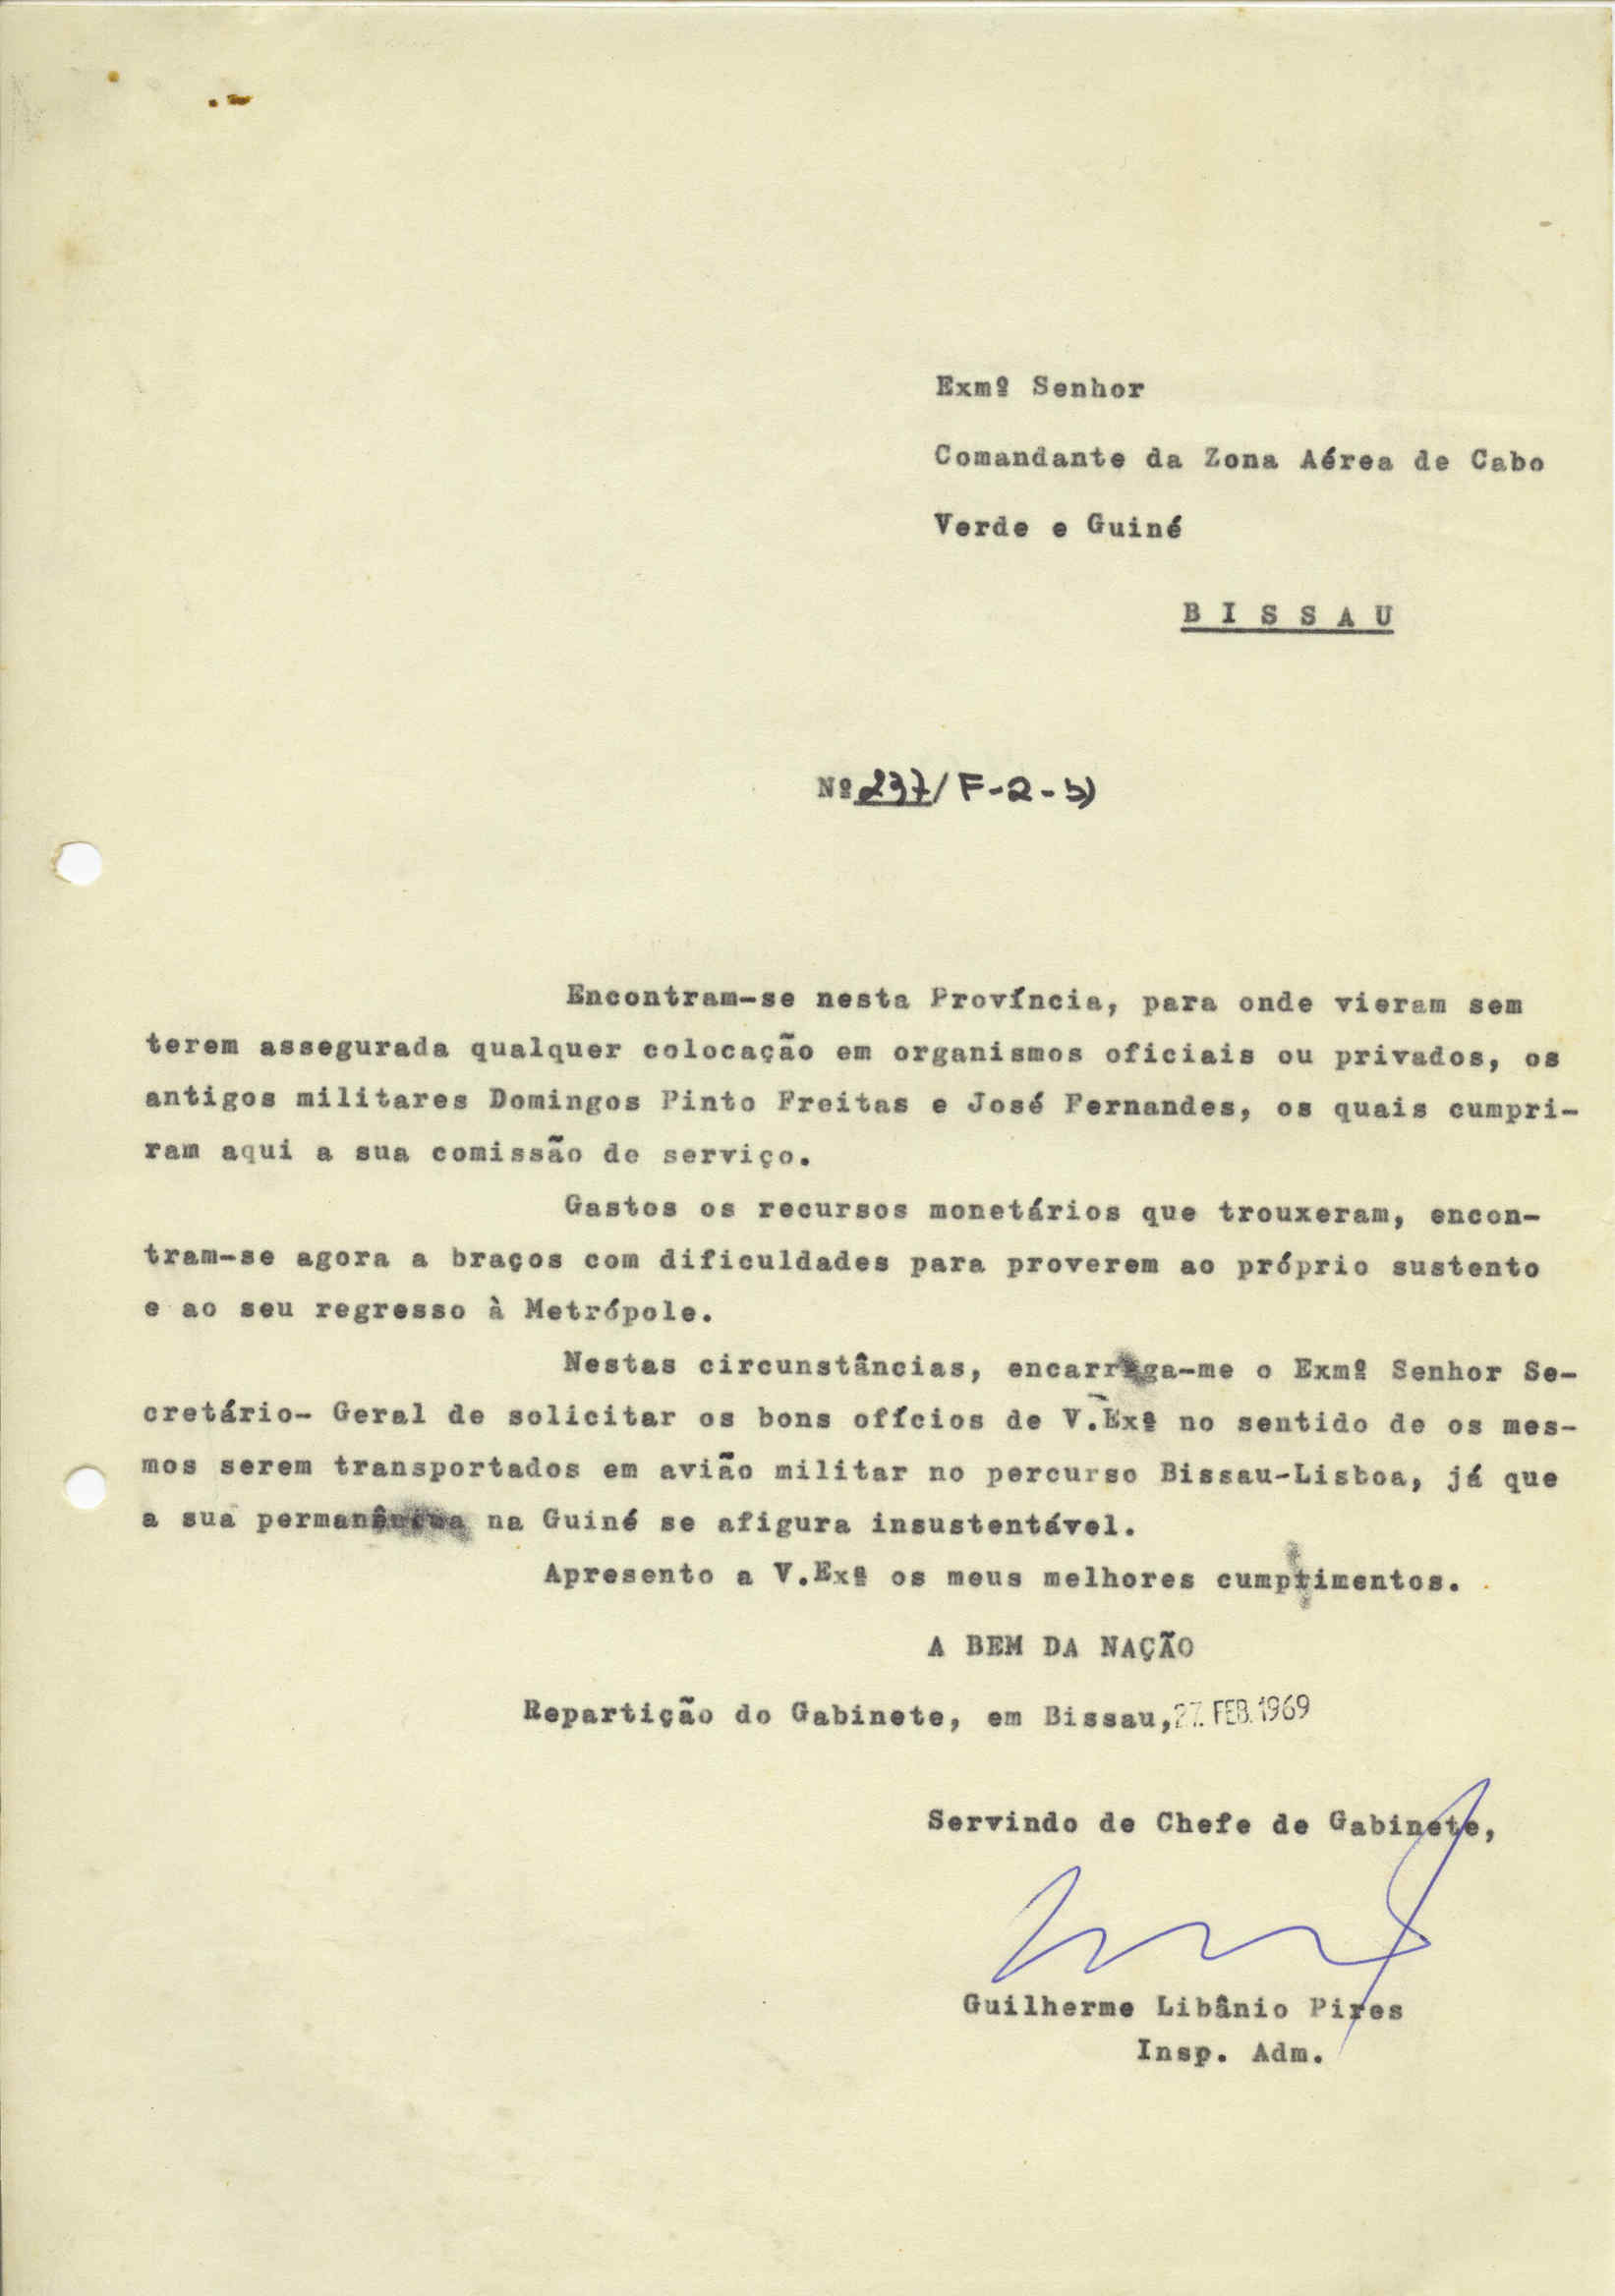 Exmº Senhor
Comandante da Zona Aérea de Cabo
Verde e Guiné
B I S S A U
Nº 237/F-2-b)
Encontram-se nesta Província, para onde vieram sem
terem assegurada qualquer colocação em organismos oficiais ou privados, os
antigos militares Domingos Pinto Freitas e José Fernandes, os quais cumpri-
ram aqui a sua comissão de serviço.
Gastos os recursos monetários que trouxeram, encon-
tram-se agora a braços com dificuldades para proverem ao próprio sustento
e ao seu regresso à Metrópole.
Nestas circunstâncias, encarrega-me o Exmº Senhor Se-
cretário- Geral de solicitar os bons ofícios de V.Exª no sentido de os mes-
mos serem transportados em avião militar no percurso Bissau-Lisboa, já que
a sua permanência na Guiné se afigura insustentável.
Apresento a V.Exª os meus melhores cumprimentos.
A BEM DA NAÇÃO
Repartição do Gabinete, em Bissau, 27. FEB. 1969
Servindo de Chefe de Gabinete,
Guilherme Libânio Pires
Insp. Adm.